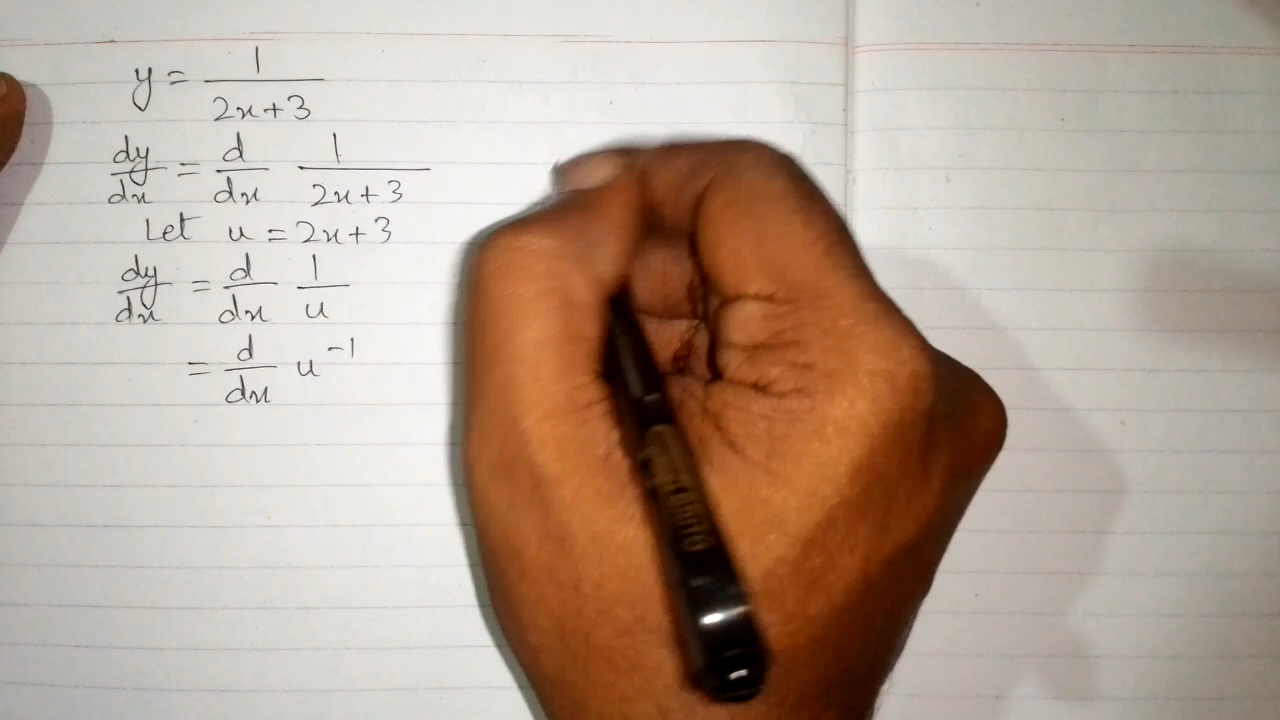 y = 1/(2x+3)
dy/dx = d/dx 1/(2x+3)
Let u = 2x+3
dy/dx = d/dx 1/u
= d/dx u^-1